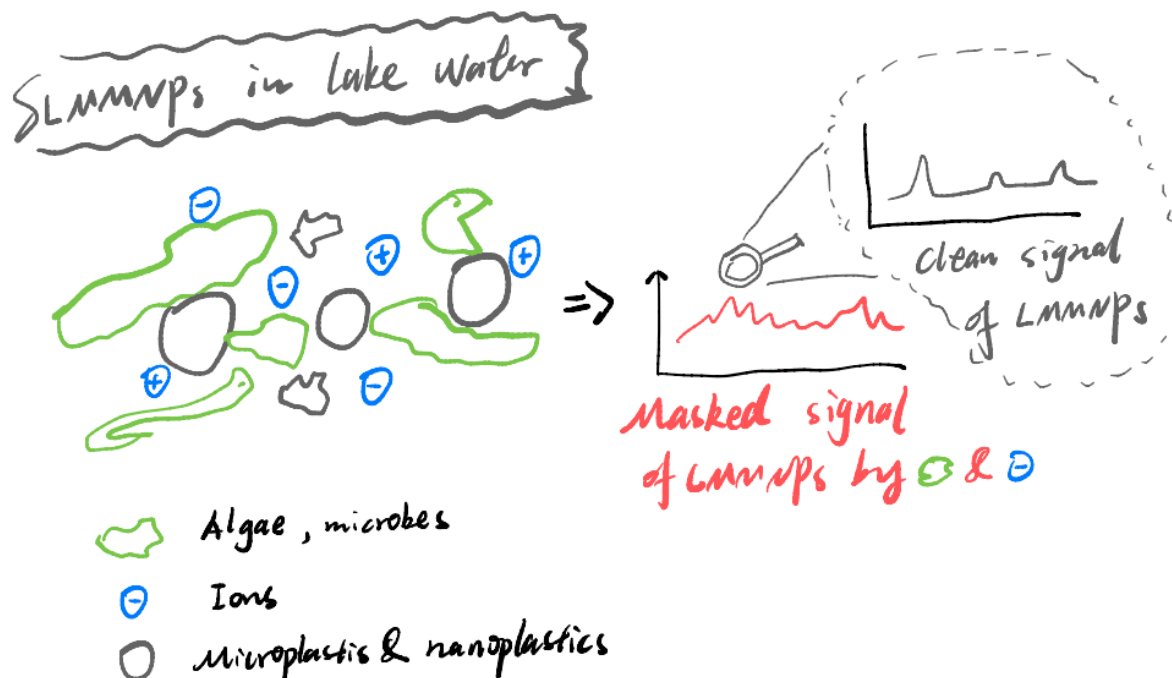 SLMMNPs in lake water
clean signal
of LMMNPs
Masked signal
of LMMNPs by & 
Algae, microbes
Ions
Microplastis & nanoplastics